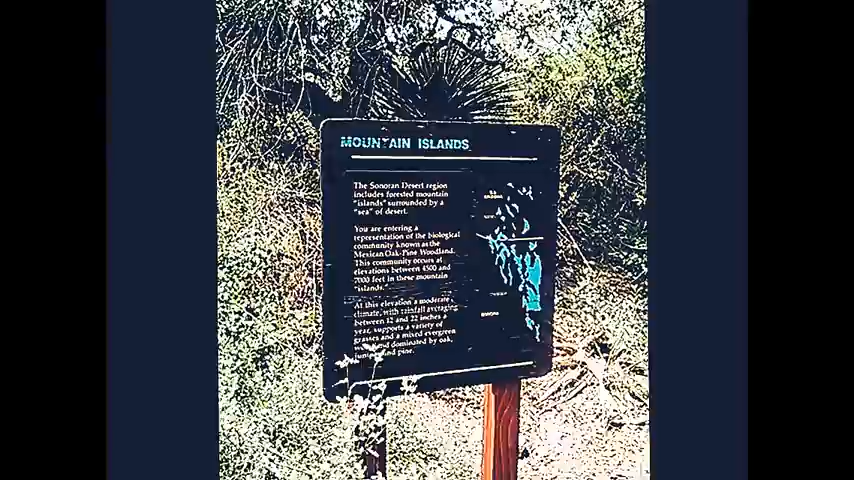 MOUNTAIN ISLANDS
The Sonoran Desert region
includes forested mountain
"islands" surrounded by a
"sea" of desert.
You are entering a
representation of the biological
community known as the
Mexican Oak-Pine Woodland.
This community occurs at
elevations between 4500 and
7000 feet in these mountain
"islands."
At this elevation a moderate
climate, with rainfall averaging
between 12 and 22 inches a
year, supports a variety of
grasses and a mixed evergreen
dominated by oak,
and pine.